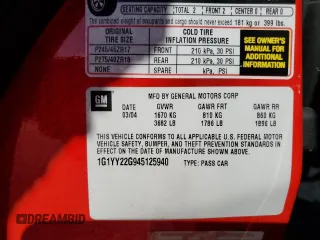 SEATING CAPACITY TOTAL 2 FRONT 2 CENTER 0 REAR 0
The combined weight of occupants and cargo should never exceed 181 kg or 399 lbs.
COLD TIRE
INFLATION PRESSURE
P245/45ZR17 FRONT 210 kPa, 30 PSI
P275/40ZR18 REAR 210 kPa, 30 PSI
NONE SPARE kPa, PSI
SEE OWNER'S
MANUAL FOR
ADDITIONAL
INFORMATION
GM
MFD BY GENERAL MOTORS CORP
DATE GVWR GAWR FRT GAWR RR
03/04 1670 KG 810 KG 860 KG
3682 LB 1786 LB 1896 LB
THIS VEHICLE CONFORMS TO ALL APPLICABLE U.S. FEDERAL MOTOR
VEHICLE SAFETY, BUMPER, AND THEFT PREVENTION STANDARDS IN
EFFECT ON THE DATE OF MANUFACTURE SHOWN ABOVE.
1G1YY22G945125940 TYPE: PASS CAR
DREAMBID